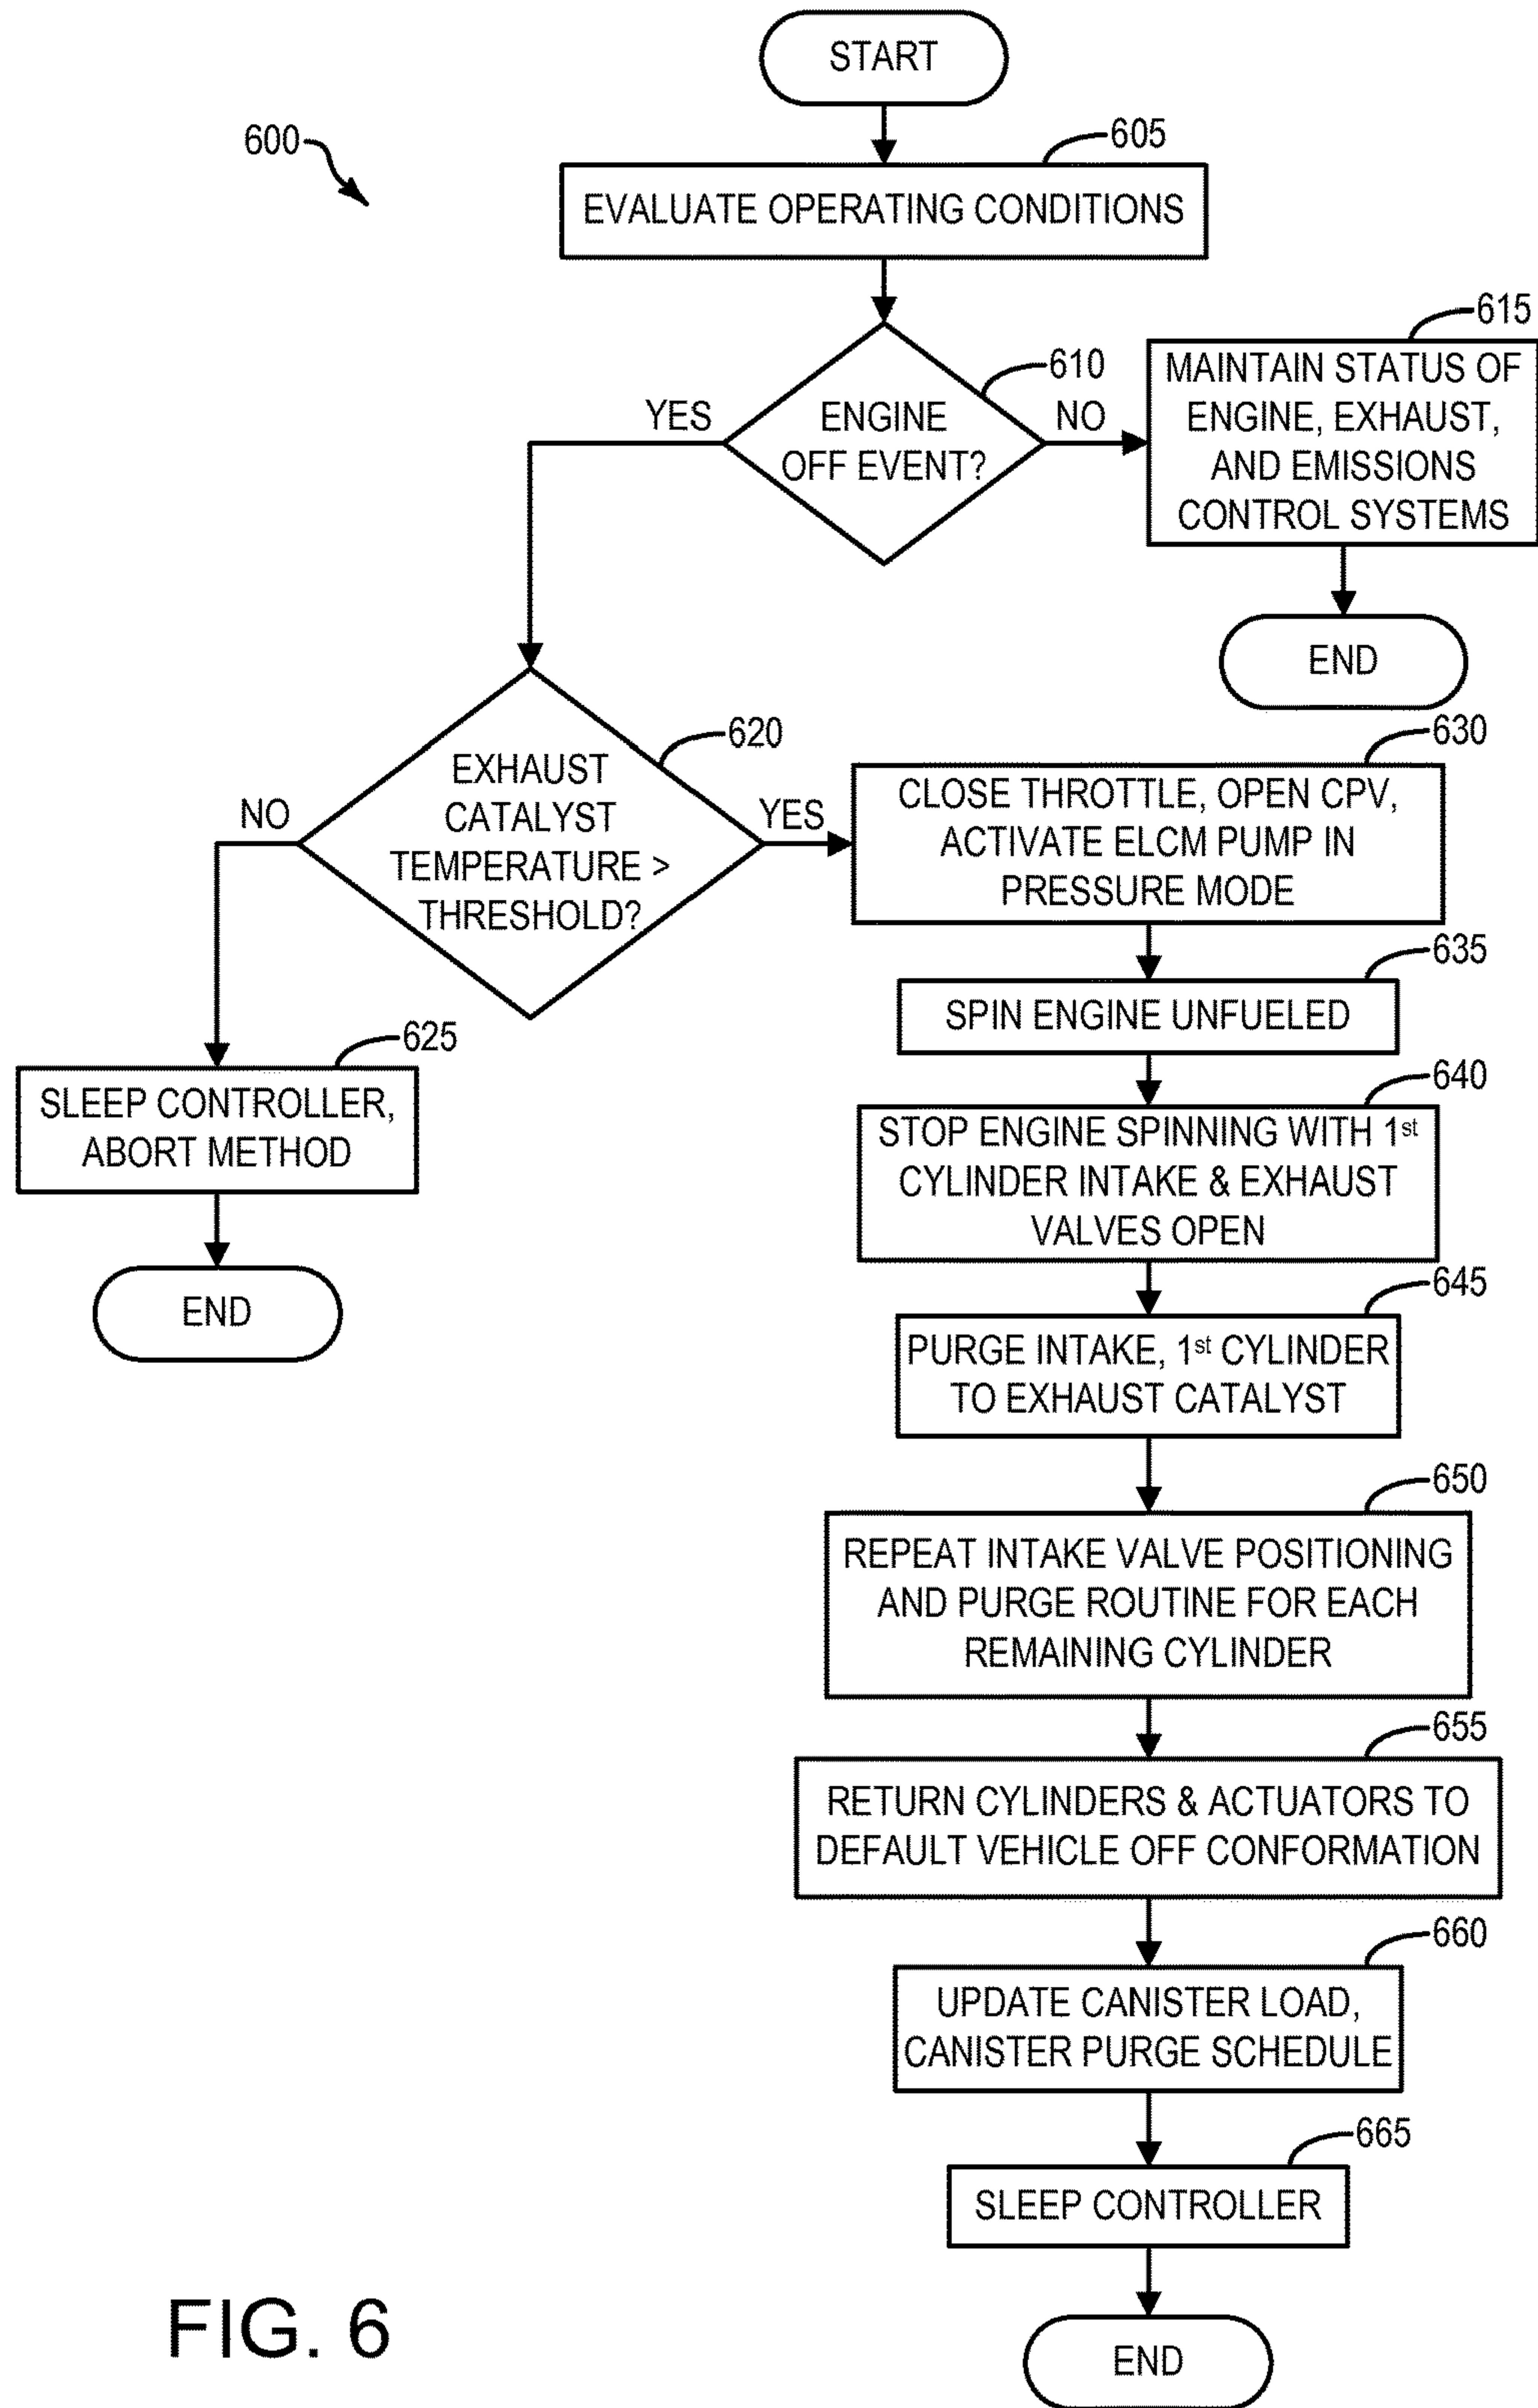 START
600
605
EVALUATE OPERATING CONDITIONS
610
ENGINE
OFF EVENT?
YES
NO
615
MAINTAIN STATUS OF
ENGINE, EXHAUST,
AND EMISSIONS
CONTROL SYSTEMS
END
620
EXHAUST
CATALYST
TEMPERATURE >
THRESHOLD?
NO
YES
625
SLEEP CONTROLLER,
ABORT METHOD
END
630
CLOSE THROTTLE, OPEN CPV,
ACTIVATE ELCM PUMP IN
PRESSURE MODE
635
SPIN ENGINE UNFUELED
640
STOP ENGINE SPINNING WITH 1st
CYLINDER INTAKE & EXHAUST
VALVES OPEN
645
PURGE INTAKE, 1st CYLINDER
TO EXHAUST CATALYST
650
REPEAT INTAKE VALVE POSITIONING
AND PURGE ROUTINE FOR EACH
REMAINING CYLINDER
655
RETURN CYLINDERS & ACTUATORS TO
DEFAULT VEHICLE OFF CONFORMATION
660
UPDATE CANISTER LOAD,
CANISTER PURGE SCHEDULE
665
SLEEP CONTROLLER
END
FIG. 6